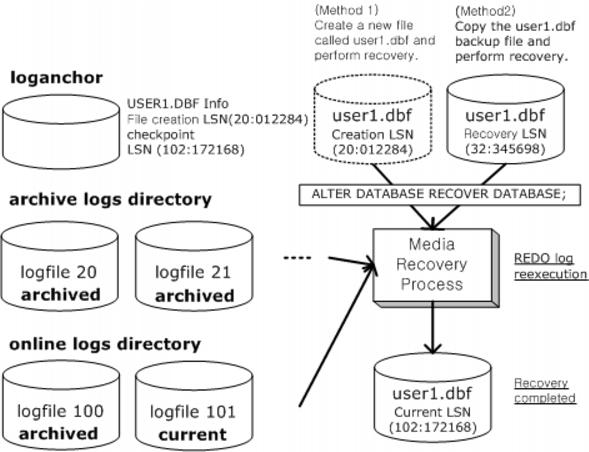 (Method 1)
Create a new file
called user1.dbf and
perform recovery.
(Method2)
Copy the user1.dbf
backup file and
perform recovery.
loganchor
USER1.DBF Info
File creation LSN(20:012284)
checkpoint
LSN (102:172168)
user1.dbf
Creation LSN
(20:012284)
user1.dbf
Recovery LSN
(32:345698)
ALTER DATABASE RECOVER DATABASE;
archive logs directory
logfile 20
archived
logfile 21
archived
Media
Recovery
Process
REDO log
reexecution
online logs directory
logfile 100
archived
logfile 101
current
user1.dbf
Current LSN
(102:172168)
Recovery
completed